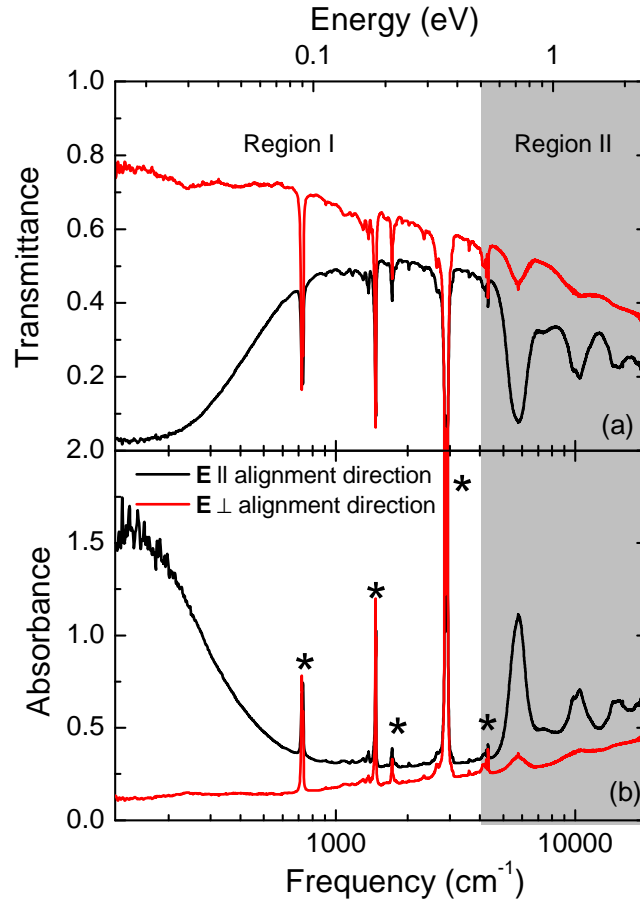 Energy (eV)
0.1 1
1.0
Region I Region II
0.8
0.6
Transmittance
0.4
0.2
(a)
2.0
E || alignment direction
E ⊥ alignment direction
*
1.5
*
Absorbance
1.0
*
*
*
0.5
(b)
0.0
1000 10000
Frequency (cm-1)